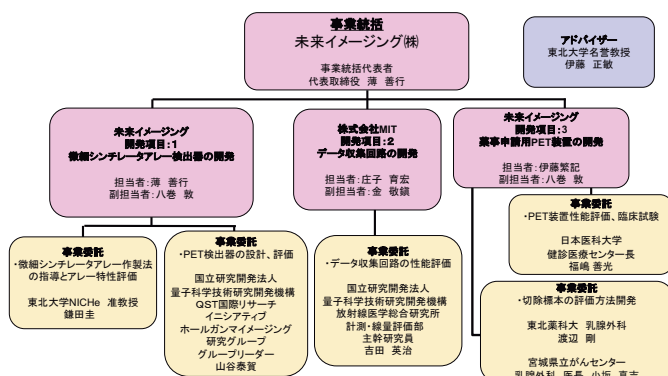 事業統括
未来イメージング㈱
事業統括代表者
代表取締役 薄 善行
アドバイザー
東北大学名誉教授
伊藤 正敏
未来イメージング
開発項目:1
微細シンチレータアレー検出器の開発
担当者:薄 善行
副担当者:八巻 敦
株式会社MIT
開発項目:2
データ収集回路の開発
担当者:庄子 育宏
副担当者:金 敬鎭
未来イメージング
開発項目:3
薬事申請用PET装置の開発
担当者:伊藤繁記
副担当者:八巻 敦
事業委託
・微細シンチレータアレー作製法
の指導とアレー特性評価
東北大学NICHe 准教授
鎌田圭
事業委託
・PET検出器の設計、評価
国立研究開発法人
量子科学技術研究開発機構
QST国際リサーチ
イニシアティブ
ホールガンマイメージング
研究グループ
グループリーダー
山谷泰賀
事業委託
・データ収集回路の性能評価
国立研究開発法人
量子科学技術研究開発機構
放射線医学総合研究所
計測・線量評価部
主幹研究員
吉田 英治
事業委託
・PET装置性能評価、臨床試験
日本医科大学
健診医療センター長
福嶋 善光
事業委託
・切除標本の評価方法開発
東北薬科大 乳腺外科
渡辺 剛
宮城県立がんセンター
乳腺外科 医長 小坂 真吉